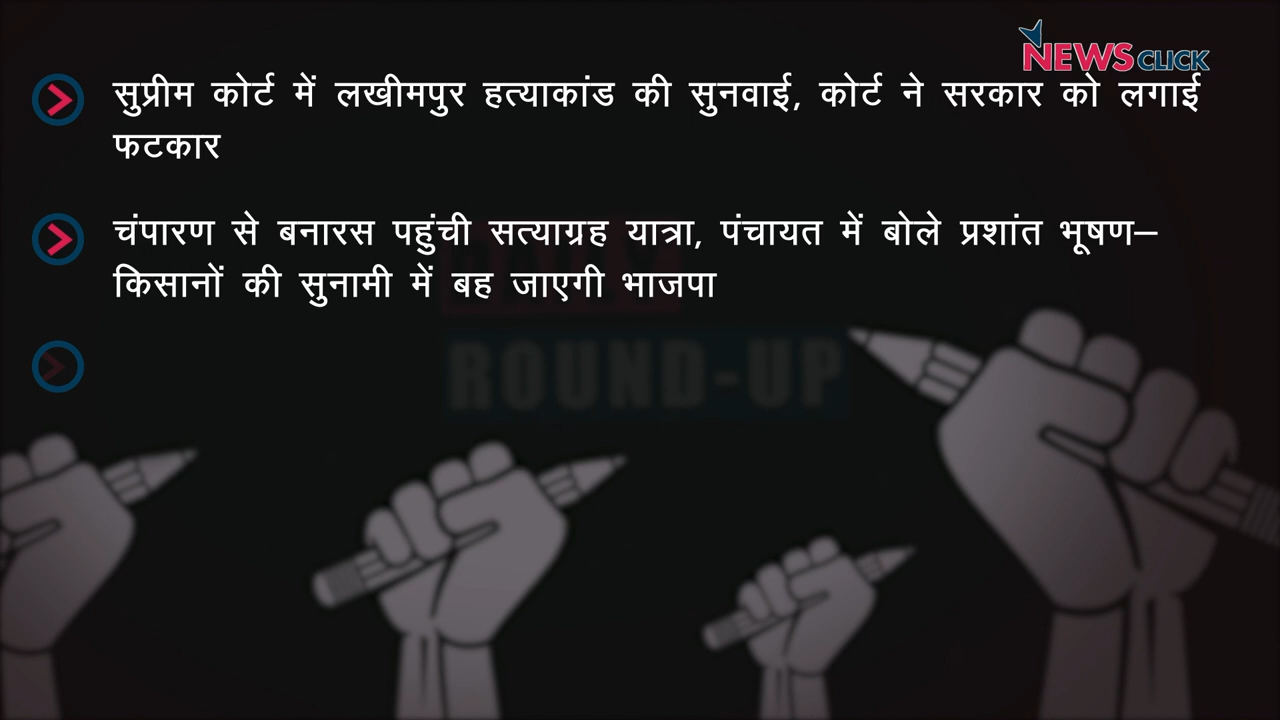 NEWSCLICK
सुप्रीम कोर्ट में लखीमपुर हत्याकांड की सुनवाई, कोर्ट ने सरकार को लगाई
फटकार
चंपारण से बनारस पहुंची सत्याग्रह यात्रा, पंचायत में बोले प्रशांत भूषण–
किसानों की सुनामी में बह जाएगी भाजपा
DAILY
ROUND-UP